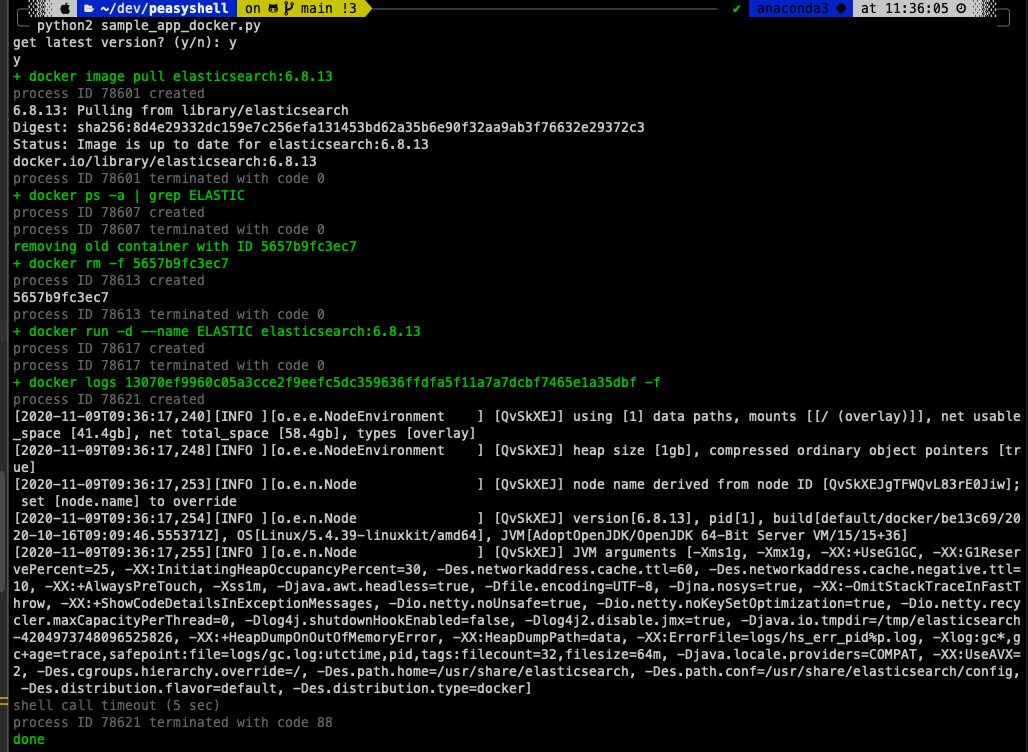 ~/dev/peasyshell on main !3 ✔ anaconda3 at 11:36:05
python2 sample_app_docker.py
get latest version? (y/n): y
y
+ docker image pull elasticsearch:6.8.13
process ID 78601 created
6.8.13: Pulling from library/elasticsearch
Digest: sha256:8d4e29332dc159e7c256efa131453bd62a35b6e90f32aa9ab3f76632e29372c3
Status: Image is up to date for elasticsearch:6.8.13
docker.io/library/elasticsearch:6.8.13
process ID 78601 terminated with code 0
+ docker ps -a | grep ELASTIC
process ID 78607 created
process ID 78607 terminated with code 0
removing old container with ID 5657b9fc3ec7
+ docker rm -f 5657b9fc3ec7
process ID 78613 created
5657b9fc3ec7
process ID 78613 terminated with code 0
+ docker run -d --name ELASTIC elasticsearch:6.8.13
process ID 78617 created
process ID 78617 terminated with code 0
+ docker logs 13070ef9960c05a3cce2f9eefc5dc359636ffdfa5f11a7a7dcbf7465e1a35dbf -f
process ID 78621 created
[2020-11-09T09:36:17,240][INFO ][o.e.e.NodeEnvironment    ] [QvSkXEJ] using [1] data paths, mounts [[/ (overlay)]], net usable
_space [41.4gb], net total_space [58.4gb], types [overlay]
[2020-11-09T09:36:17,248][INFO ][o.e.e.NodeEnvironment    ] [QvSkXEJ] heap size [1gb], compressed ordinary object pointers [tr
ue]
[2020-11-09T09:36:17,253][INFO ][o.e.n.Node               ] [QvSkXEJ] node name derived from node ID [QvSkXEJgTFWQvL83rE0Jiw];
 set [node.name] to override
[2020-11-09T09:36:17,254][INFO ][o.e.n.Node               ] [QvSkXEJ] version[6.8.13], pid[1], build[default/docker/be13c69/20
20-10-16T09:09:46.555371Z], OS[Linux/5.4.39-linuxkit/amd64], JVM[AdoptOpenJDK/OpenJDK 64-Bit Server VM/15/15+36]
[2020-11-09T09:36:17,255][INFO ][o.e.n.Node               ] [QvSkXEJ] JVM arguments [-Xms1g, -Xmx1g, -XX:+UseG1GC, -XX:G1Reser
vePercent=25, -XX:InitiatingHeapOccupancyPercent=30, -Des.networkaddress.cache.ttl=60, -Des.networkaddress.cache.negative.ttl=
10, -XX:+AlwaysPreTouch, -Xss1m, -Djava.awt.headless=true, -Dfile.encoding=UTF-8, -Djna.nosys=true, -XX:-OmitStackTraceInFastT
hrow, -XX:+ShowCodeDetailsInExceptionMessages, -Dio.netty.noUnsafe=true, -Dio.netty.noKeySetOptimization=true, -Dio.netty.recy
cler.maxCapacityPerThread=0, -Dlog4j.shutdownHookEnabled=false, -Dlog4j2.disable.jmx=true, -Djava.io.tmpdir=/tmp/elasticsearch
-4204973748096525826, -XX:+HeapDumpOnOutOfMemoryError, -XX:HeapDumpPath=data, -XX:ErrorFile=logs/hs_err_pid%p.log, -Xlog:gc*,g
c+age=trace,safepoint:file=logs/gc.log:utctime,pid,tags:filecount=32,filesize=64m, -Djava.locale.providers=COMPAT, -XX:UseAVX=
2, -Des.cgroups.hierarchy.override=/, -Des.path.home=/usr/share/elasticsearch, -Des.path.conf=/usr/share/elasticsearch/config,
 -Des.distribution.flavor=default, -Des.distribution.type=docker]
shell call timeout (5 sec)
process ID 78621 terminated with code 88
done